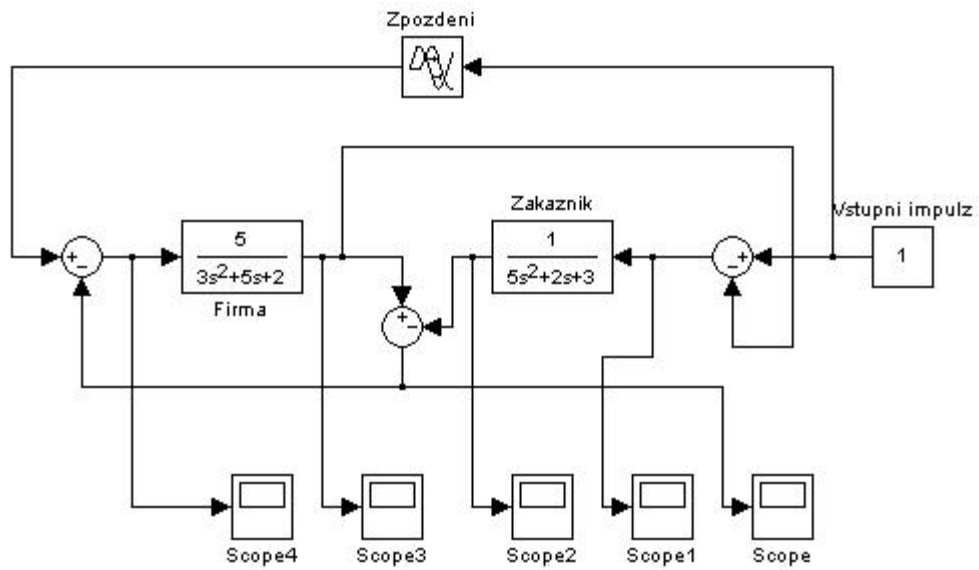 Zpozdeni
Zakaznik
Vstupni impulz
+
−
5
3s²+5s+2
Firma
1
5s²+2s+3
−
+
1
+
−
Scope4
Scope3
Scope2
Scope1
Scope